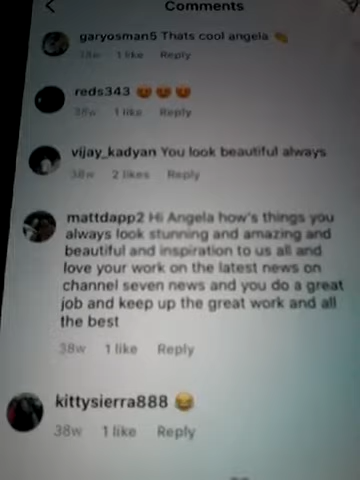 Comments
garyosman5 Thats cool angela 👏
38w 1 like Reply
reds343 😍😍😍
38w 1 like Reply
vijay_kadyan You look beautiful always
38w 2 likes Reply
mattdapp2 Hi Angela how's things you
always look stunning and amazing and
beautiful and inspiration to us all and
love your work on the latest news on
channel seven news and you do a great
job and keep up the great work and all
the best
38w 1 like Reply
kittysierra888 😂
38w 1 like Reply